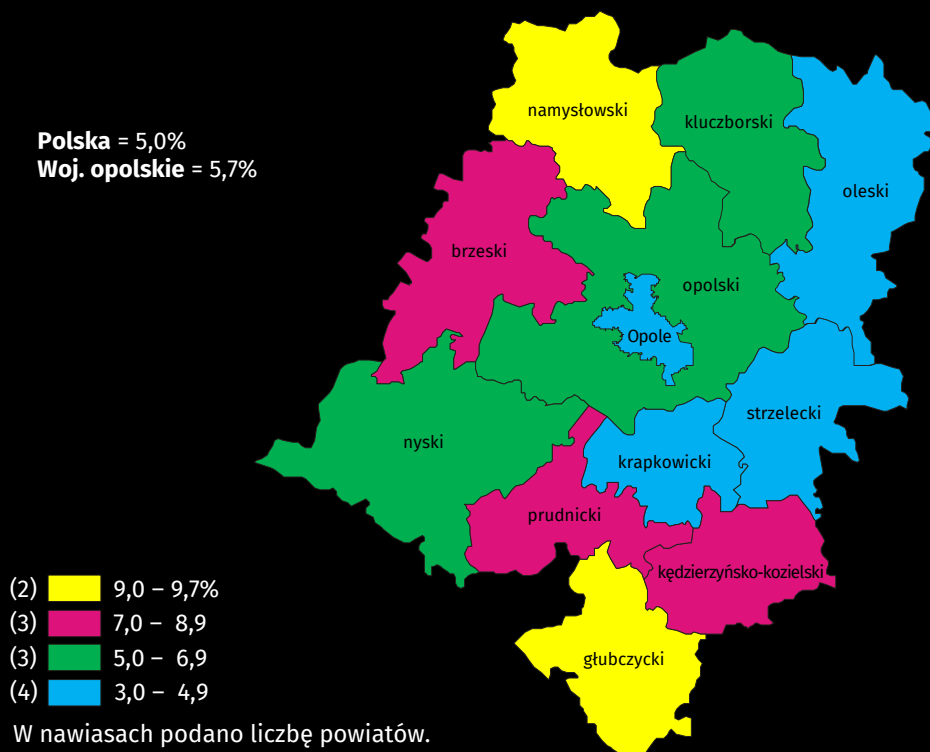 namysłowski
kluczborski
Polska = 5,0%
Woj. opolskie = 5,7%
oleski
brzeski
opolski
Opole
strzelecki
nyski
krapkowicki
prudnicki
kędzierzyńsko-kozielski
głubczycki
(2) 9,0 – 9,7%
(3) 7,0 – 8,9
(3) 5,0 – 6,9
(4) 3,0 – 4,9
W nawiasach podano liczbę powiatów.